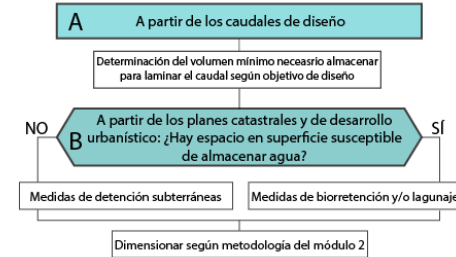 A A partir de los caudales de diseño
Determinación del volumen mínimo neceasrio almacenar
para laminar el caudal según objetivo de diseño
A partir de los planes catastrales y de desarrollo
NO B urbanístico: ¿Hay espacio en superficie susceptible SÍ
de almacenar agua?
Medidas de detención subterráneas Medidas de biorretención y/o lagunaje
Dimensionar según metodología del módulo 2